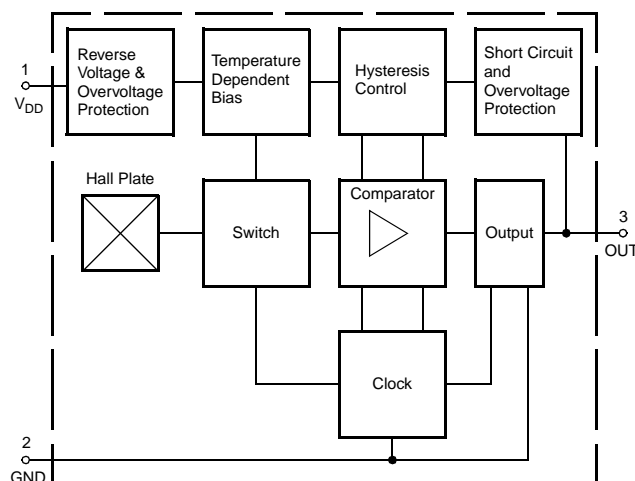 Reverse
Voltage &
Overvoltage
Protection
Temperature
Dependent
Bias
Hysteresis
Control
Short Circuit
and
Overvoltage
Protection
1
VDD
Hall Plate
Switch
Comparator
Output
3
OUT
Clock
2
GND